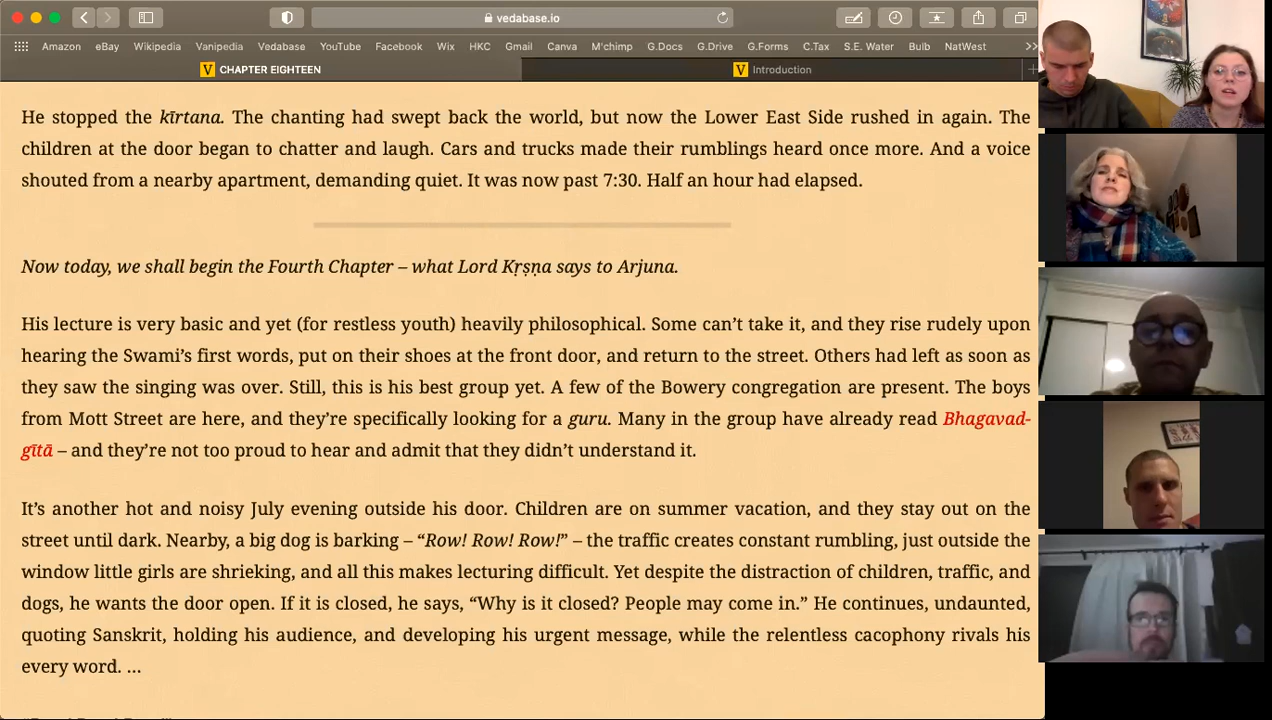 vedabase.io
Amazon eBay Wikipedia Vanipedia Vedabase YouTube Facebook Wix HKC Gmail Canva M'chimp G.Docs G.Drive G.Forms C.Tax S.E. Water Bulb NatWest >>
V CHAPTER EIGHTEEN V Introduction +
He stopped the kīrtana. The chanting had swept back the world, but now the Lower East Side rushed in again. The
children at the door began to chatter and laugh. Cars and trucks made their rumblings heard once more. And a voice
shouted from a nearby apartment, demanding quiet. It was now past 7:30. Half an hour had elapsed.
Now today, we shall begin the Fourth Chapter – what Lord Kṛṣṇa says to Arjuna.
His lecture is very basic and yet (for restless youth) heavily philosophical. Some can’t take it, and they rise rudely upon
hearing the Swami’s first words, put on their shoes at the front door, and return to the street. Others had left as soon as
they saw the singing was over. Still, this is his best group yet. A few of the Bowery congregation are present. The boys
from Mott Street are here, and they’re specifically looking for a guru. Many in the group have already read Bhagavad-
gītā – and they’re not too proud to hear and admit that they didn’t understand it.
It’s another hot and noisy July evening outside his door. Children are on summer vacation, and they stay out on the
street until dark. Nearby, a big dog is barking – “Row! Row! Row!” – the traffic creates constant rumbling, just outside the
window little girls are shrieking, and all this makes lecturing difficult. Yet despite the distraction of children, traffic, and
dogs, he wants the door open. If it is closed, he says, “Why is it closed? People may come in.” He continues, undaunted,
quoting Sanskrit, holding his audience, and developing his urgent message, while the relentless cacophony rivals his
every word. …